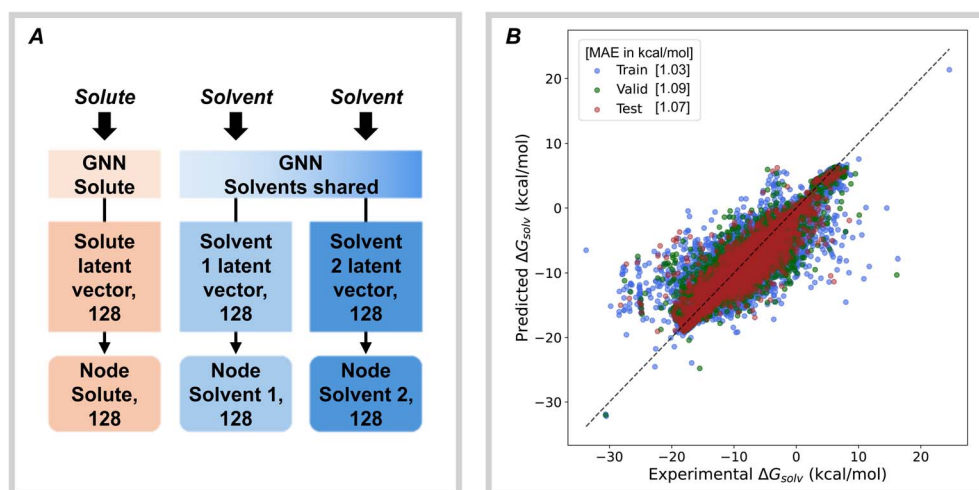 A
Solute
Solvent
Solvent
GNN
Solute
GNN
Solvents shared
Solute
latent
vector,
128
Solvent
1 latent
vector,
128
Solvent
2 latent
vector,
128
Node
Solute,
128
Node
Solvent 1,
128
Node
Solvent 2,
128
B
[MAE in kcal/mol]
Train [1.03]
Valid [1.09]
Test [1.07]
20
10
0
−10
−20
−30
Predicted ΔGsolv (kcal/mol)
−30
−20
−10
0
10
20
Experimental ΔGsolv (kcal/mol)